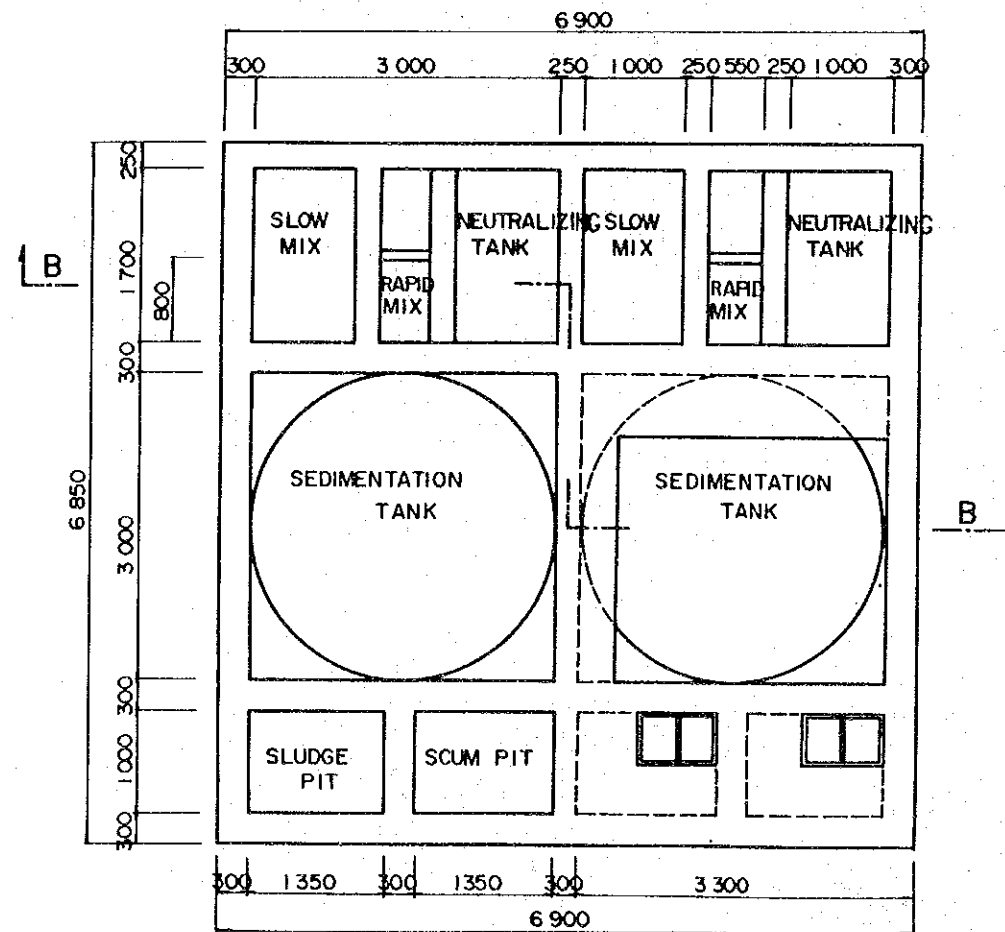 6 900
300 3 000 250 1 000 250 550 250 1 000 300
250
1 700
800
300
3 000
6 850
300
1 000
300
B
SLOW
MIX
RAPID
MIX
NEUTRALIZING
TANK
SLOW
MIX
RAPID
MIX
NEUTRALIZING
TANK
SEDIMENTATION
TANK
SEDIMENTATION
TANK
B
SLUDGE
PIT
SCUM PIT
300 1 350 300 1 350 300 3 300
6 900